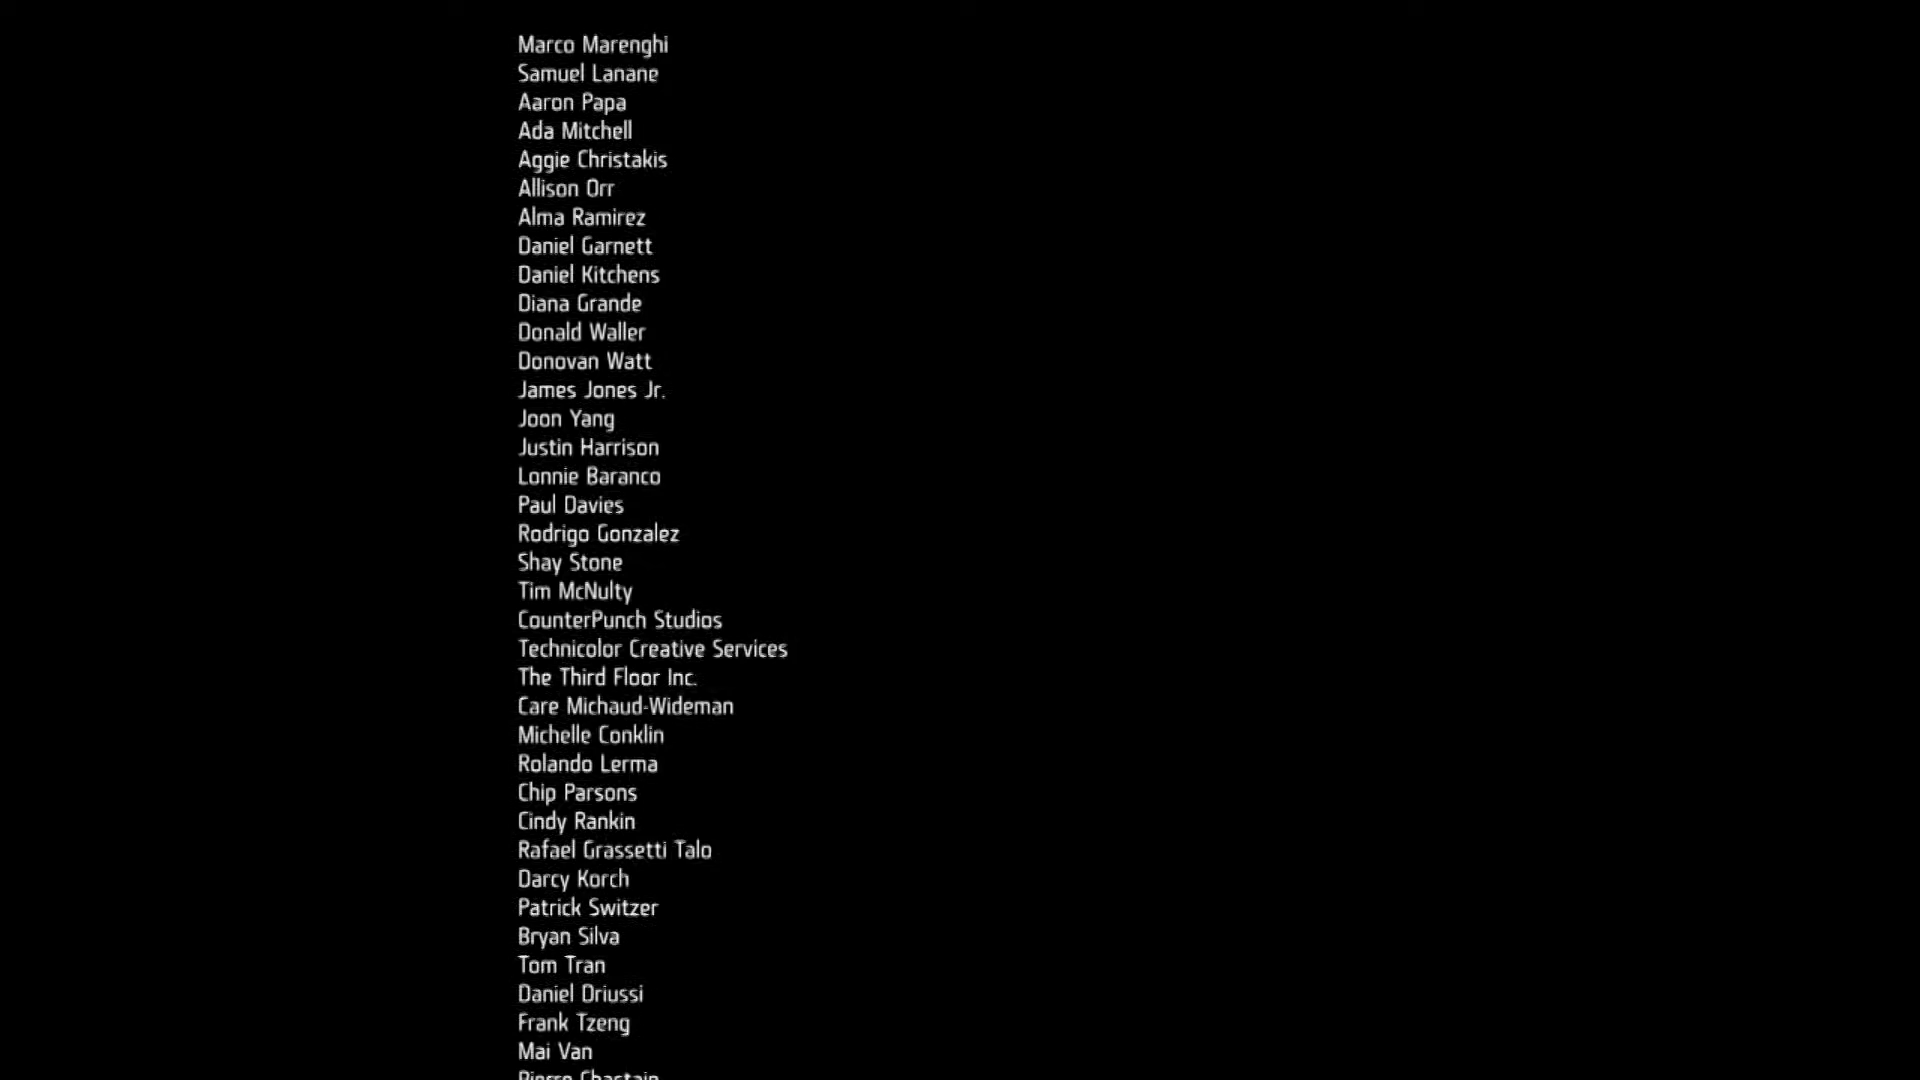 Marco Marenghi
Samuel Lanane
Aaron Papa
Ada Mitchell
Aggie Christakis
Allison Orr
Alma Ramirez
Daniel Garnett
Daniel Kitchens
Diana Grande
Donald Waller
Donovan Watt
James Jones Jr.
Joon Yang
Justin Harrison
Lonnie Baranco
Paul Davies
Rodrigo Gonzalez
Shay Stone
Tim McNulty
CounterPunch Studios
Technicolor Creative Services
The Third Floor Inc.
Care Michaud-Wideman
Michelle Conklin
Rolando Lerma
Chip Parsons
Cindy Rankin
Rafael Grassetti Talo
Darcy Korch
Patrick Switzer
Bryan Silva
Tom Tran
Daniel Driussi
Frank Tzeng
Mai Van
Pierre Chastain